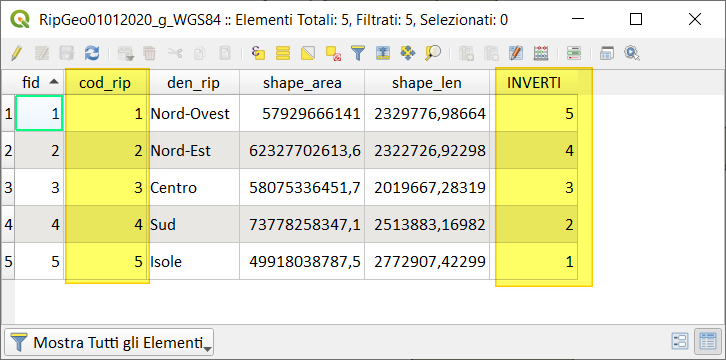 RipGeo01012020_g_WGS84 :: Elementi Totali: 5, Filtrati: 5, Selezionati: 0
fid cod_rip den_rip shape_area shape_len INVERTI
1 1 1 Nord-Ovest 57929666141 2329776,98664 5
2 2 2 Nord-Est 62327702613,6 2322726,92298 4
3 3 3 Centro 58075336451,7 2019667,28319 3
4 4 4 Sud 73778258347,1 2513883,16982 2
5 5 5 Isole 49918038787,5 2772907,42299 1
Mostra Tutti gli Elementi